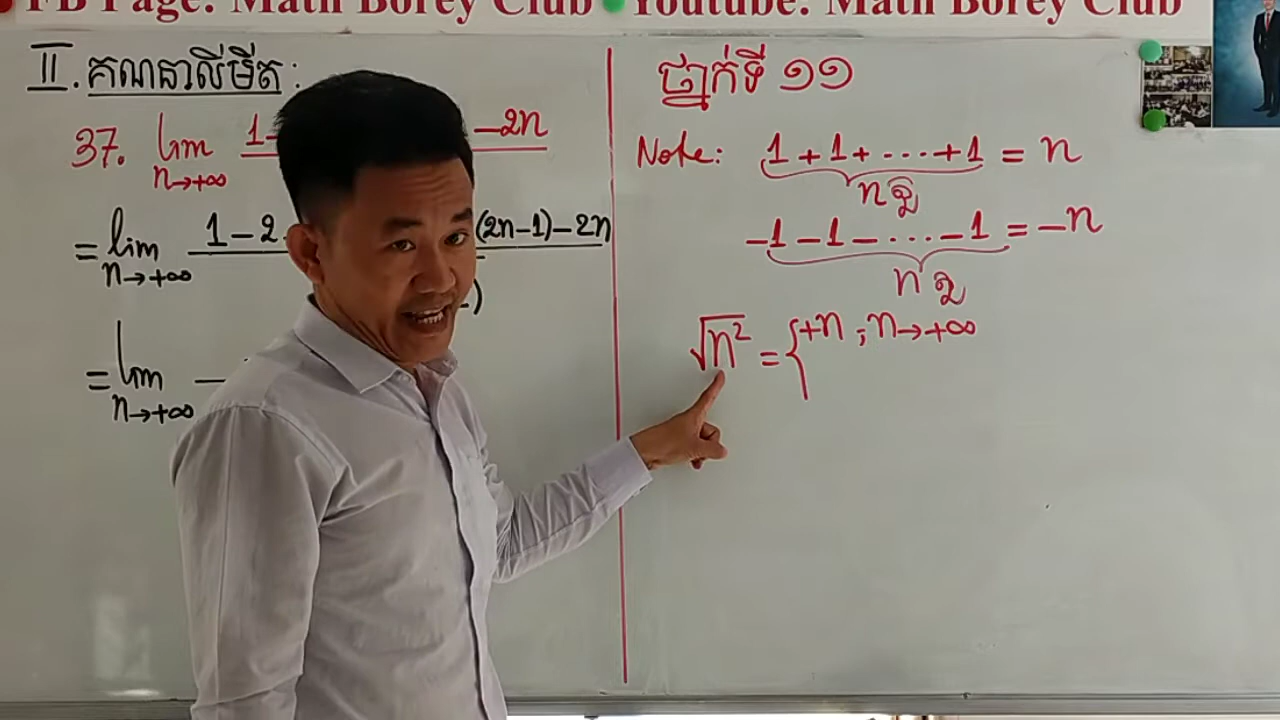 FB Page: Math Borey Club Youtube: Math Borey Club
II. គណនាលីមីត :
37. lim n→+∞ 1- -2n
= lim n→+∞ 1-2 (2n-1)-2n
)
= lim n→+∞ -
ថ្នាក់ទី ១១
Note: 1+1+...+1 = n
n ដង
-1-1-...-1 = -n
n ដង
√n² = { +n ; n→+∞